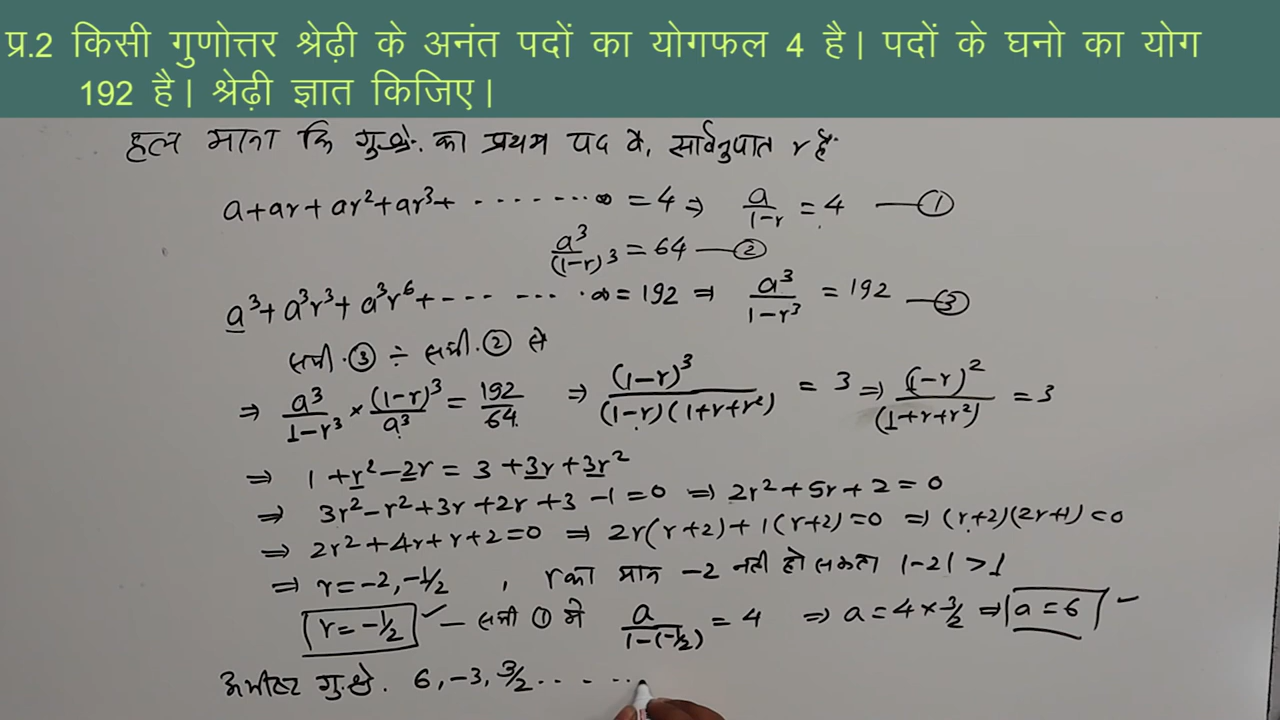 प्र.2 किसी गुणोत्तर श्रेढ़ी के अनंत पदों का योगफल 4 है। पदों के घनो का योग
192 है। श्रेढ़ी ज्ञात किजिए।
हल माना कि गु०श्रे. का प्रथम पद व, सार्वनुपात r है
a+ar+ar²+ar³+ ........∞ = 4 ⇒ a/(1-r) = 4 —①
a³/(1-r)³ = 64 —②
a³+a³r³+a³r⁶+---- ... .∞ = 192 ⇒ a³/(1-r³) = 192 —③
समी.③ ÷ समी.② से
⇒ a³/(1-r³) × (1-r)³/a³ = 192/64 ⇒ (1-r)³/((1-r)(1+r+r²)) = 3 ⇒ (1-r)²/(1+r+r²) = 3
⇒ 1+r²-2r = 3+3r+3r²
⇒ 3r²-r²+3r+2r+3-1=0 ⇒ 2r²+5r+2=0
⇒ 2r²+4r+r+2=0 ⇒ 2r(r+2)+1(r+2)=0 ⇒ (r+2)(2r+1)=0
⇒ r=-2,-1/2 , r का मान -2 नही हो सकता |-2|>1
r=-1/2 ✓— समी ① मे a/(1-(-1/2)) = 4 ⇒ a=4×3/2 ⇒ a=6
अभीष्ट गु.श्रे. 6,-3,3/2.......